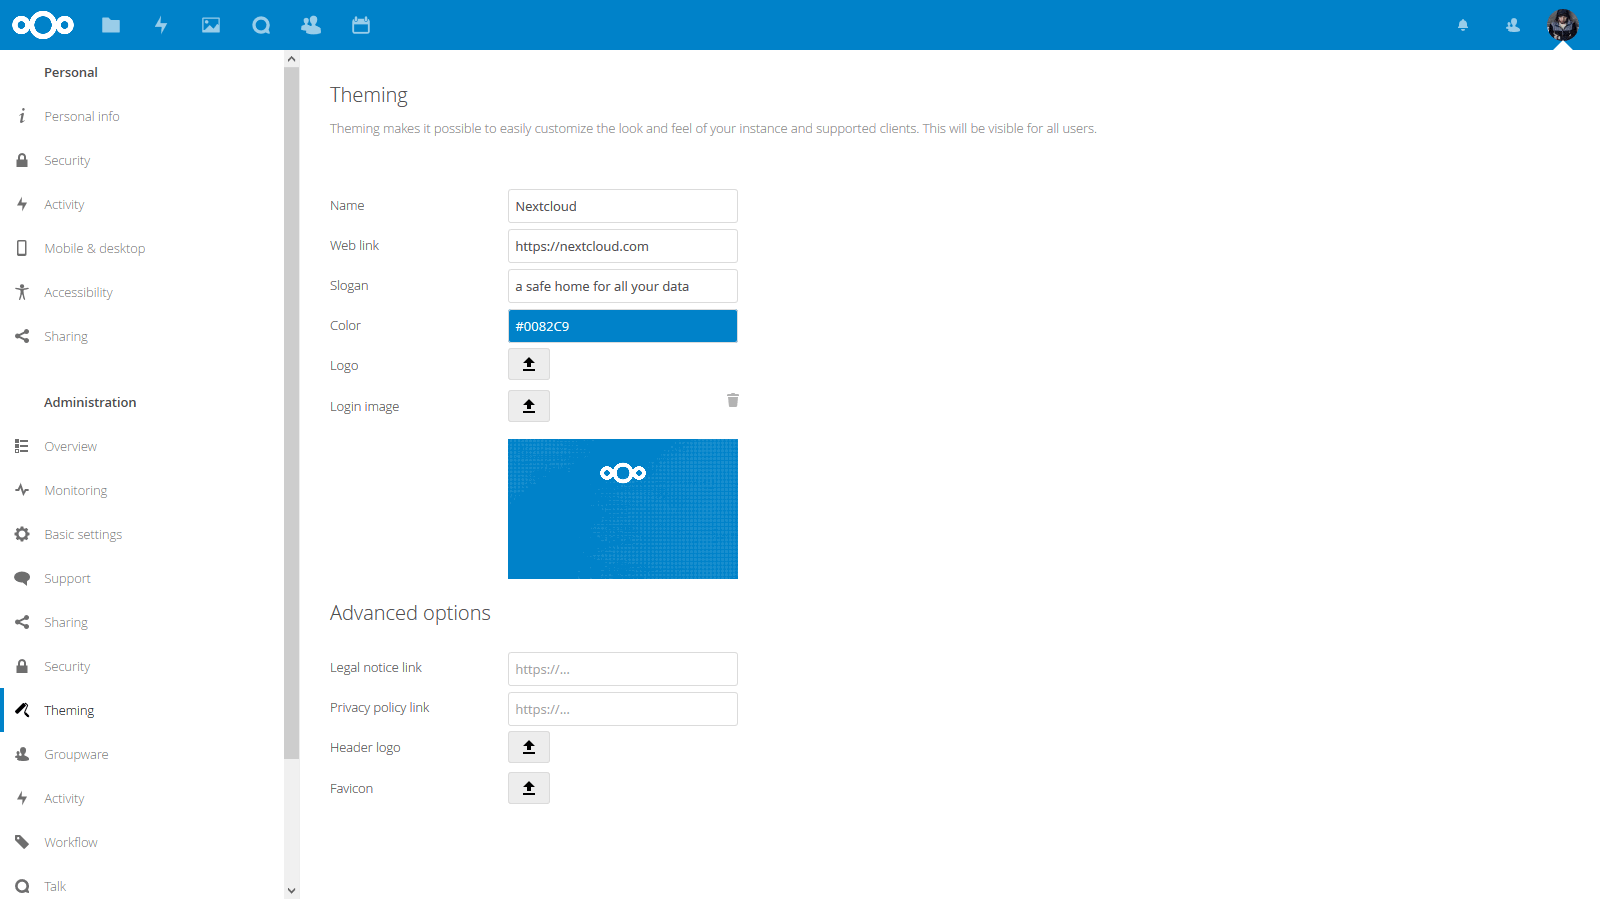 Personal
Personal info
Security
Activity
Mobile & desktop
Accessibility
Sharing
Administration
Overview
Monitoring
Basic settings
Support
Sharing
Security
Theming
Groupware
Activity
Workflow
Talk
Theming
Theming makes it possible to easily customize the look and feel of your instance and supported clients. This will be visible for all users.
Name
Nextcloud
Web link
https://nextcloud.com
Slogan
a safe home for all your data
Color
#0082C9
Logo
Login image
Advanced options
Legal notice link
https://...
Privacy policy link
https://...
Header logo
Favicon